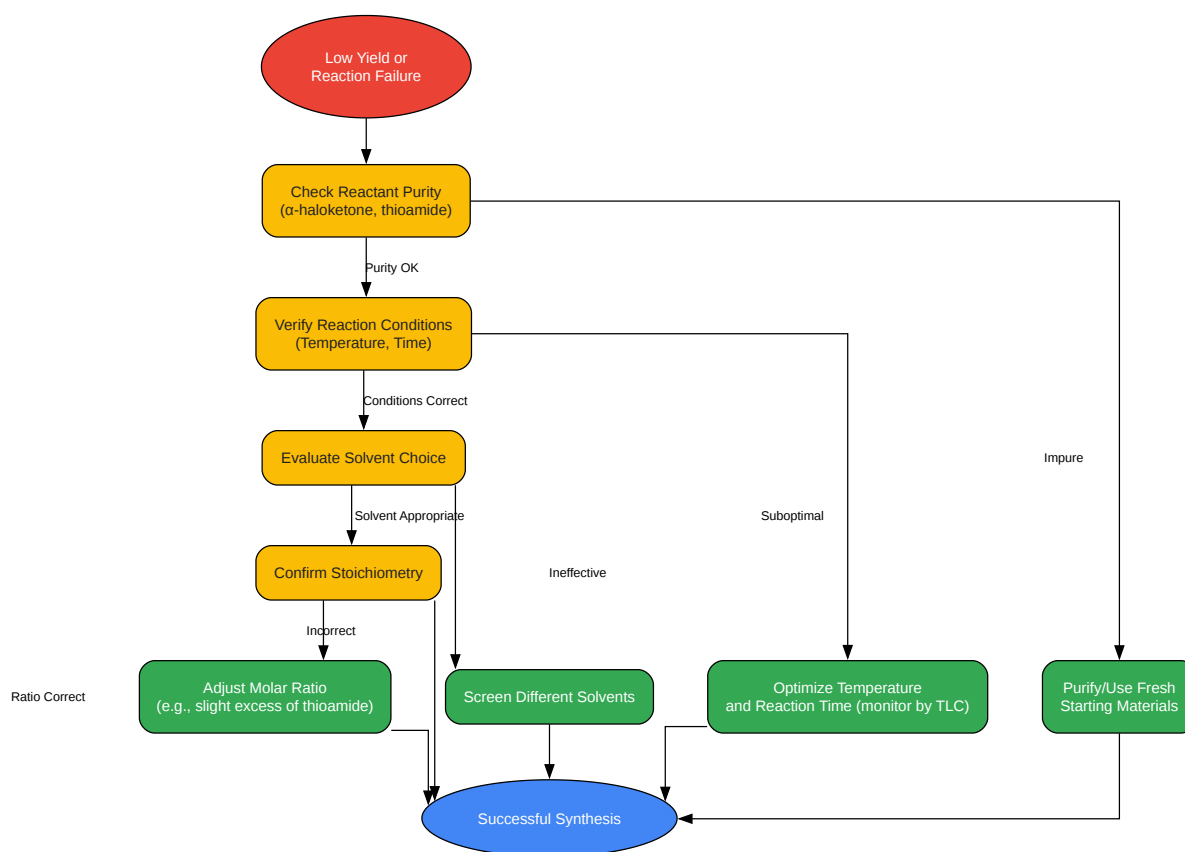 Low Yield or
Reaction Failure
Check Reactant Purity
(α-haloketone, thioamide)
Purity OK
Verify Reaction Conditions
(Temperature, Time)
Conditions Correct
Evaluate Solvent Choice
Impure
Solvent Appropriate
Suboptimal
Confirm Stoichiometry
Ineffective
Incorrect
Ratio Correct
Adjust Molar Ratio
(e.g., slight excess of thioamide)
Screen Different Solvents
Optimize Temperature
and Reaction Time (monitor by TLC)
Purify/Use Fresh
Starting Materials
Successful Synthesis